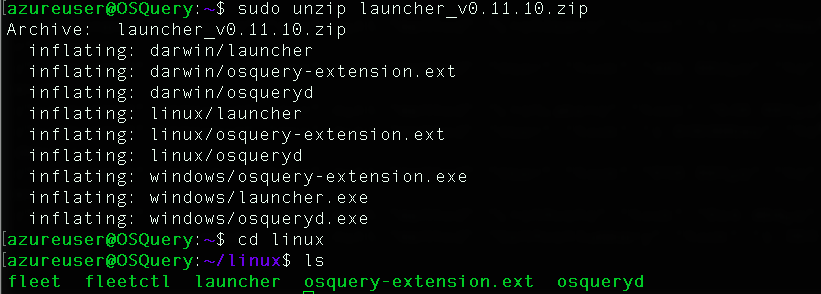 [azureuser@OSQuery:~$ sudo unzip launcher_v0.11.10.zip
Archive:  launcher_v0.11.10.zip
  inflating: darwin/launcher
  inflating: darwin/osquery-extension.ext
  inflating: darwin/osqueryd
  inflating: linux/launcher
  inflating: linux/osquery-extension.ext
  inflating: linux/osqueryd
  inflating: windows/osquery-extension.exe
  inflating: windows/launcher.exe
  inflating: windows/osqueryd.exe
[azureuser@OSQuery:~$ cd linux
[azureuser@OSQuery:~/linux$ ls
fleet  fleetctl  launcher  osquery-extension.ext  osqueryd